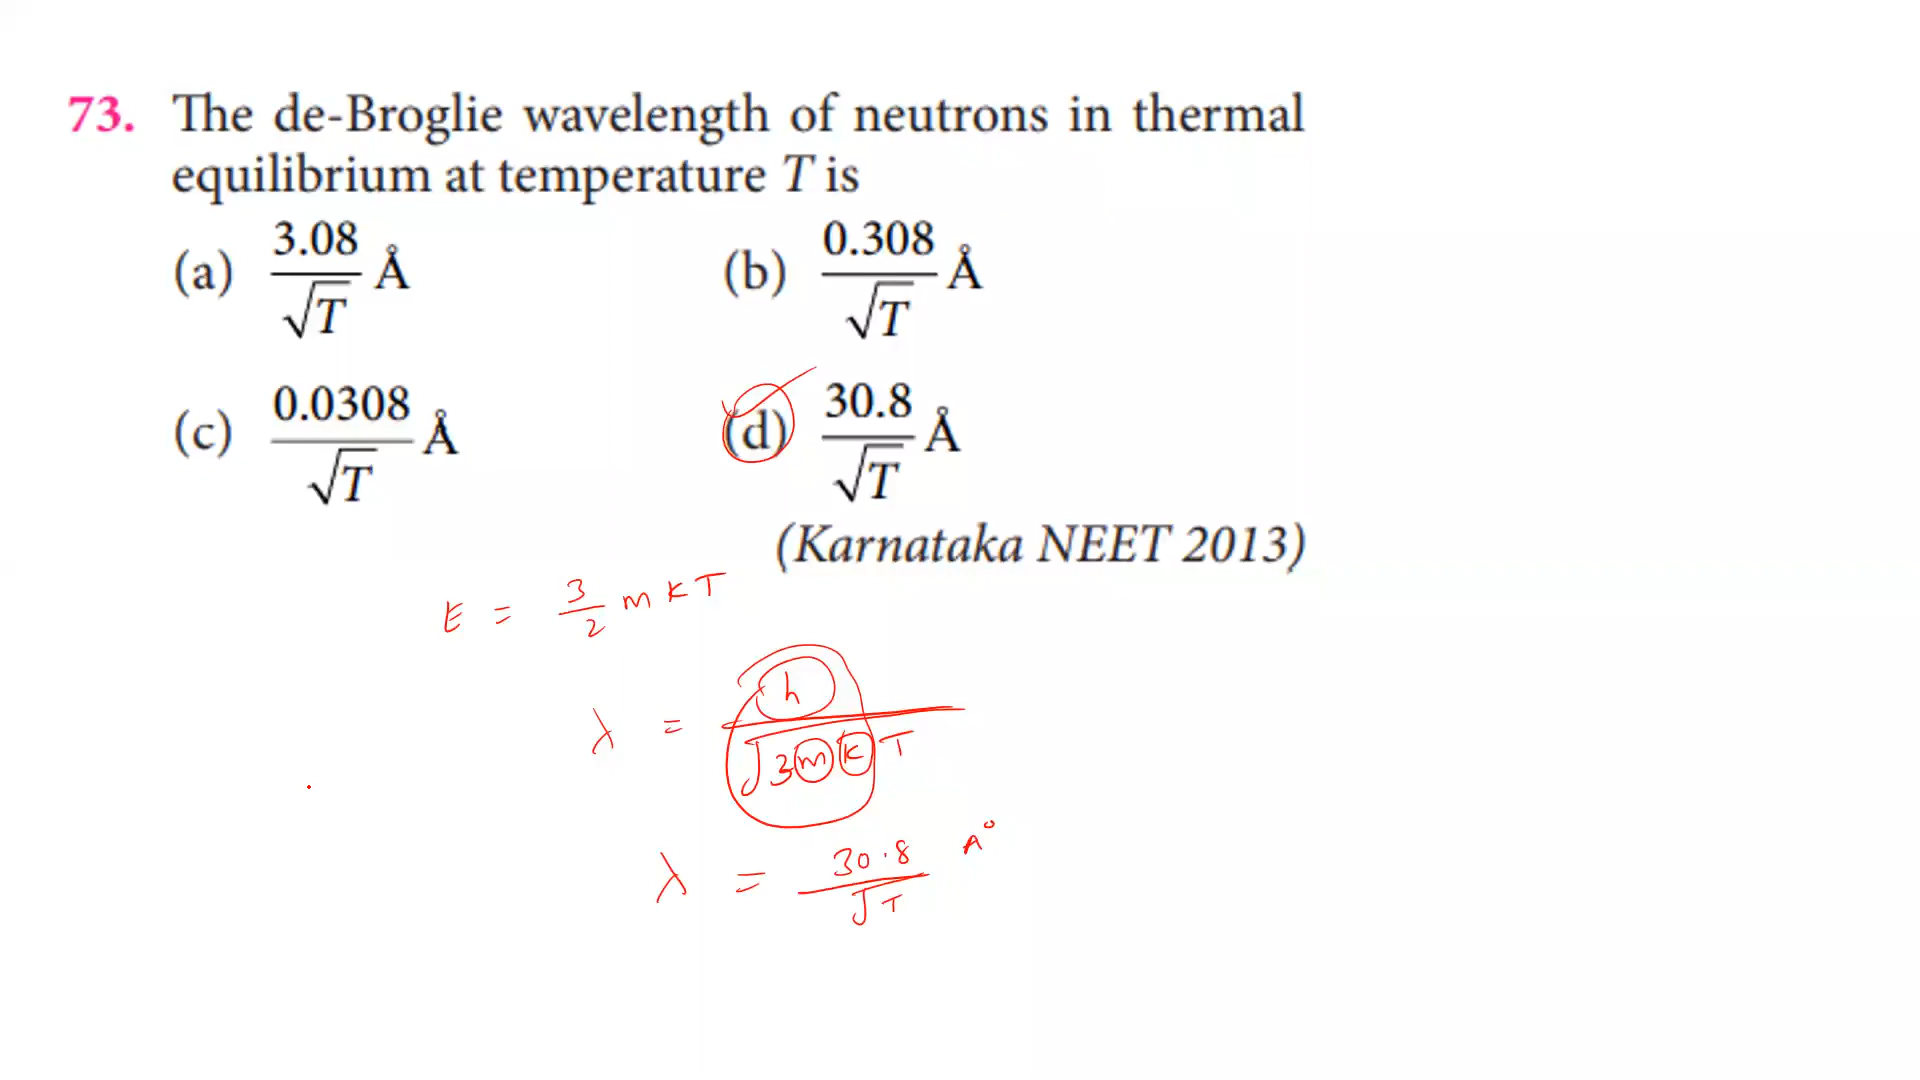 73. The de-Broglie wavelength of neutrons in thermal
equilibrium at temperature T is
(a) 3.08/√T Å (b) 0.308/√T Å
(c) 0.0308/√T Å (d) 30.8/√T Å
(Karnataka NEET 2013)
E = 3/2 m K T
λ = h/√3mKT
λ = 30.8/√T A°